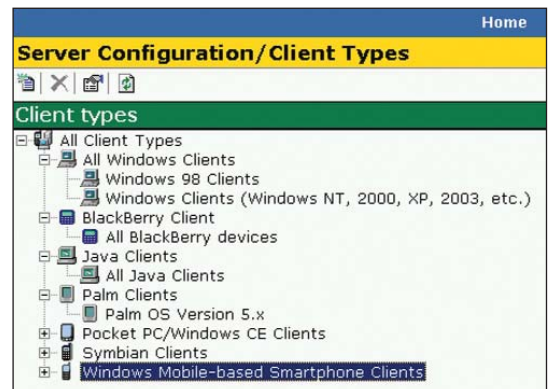 Home
Server Configuration/Client Types
Client types
All Client Types
All Windows Clients
Windows 98 Clients
Windows Clients (Windows NT, 2000, XP, 2003, etc.)
BlackBerry Client
All BlackBerry devices
Java Clients
All Java Clients
Palm Clients
Palm OS Version 5.x
Pocket PC/Windows CE Clients
Symbian Clients
Windows Mobile-based Smartphone Clients